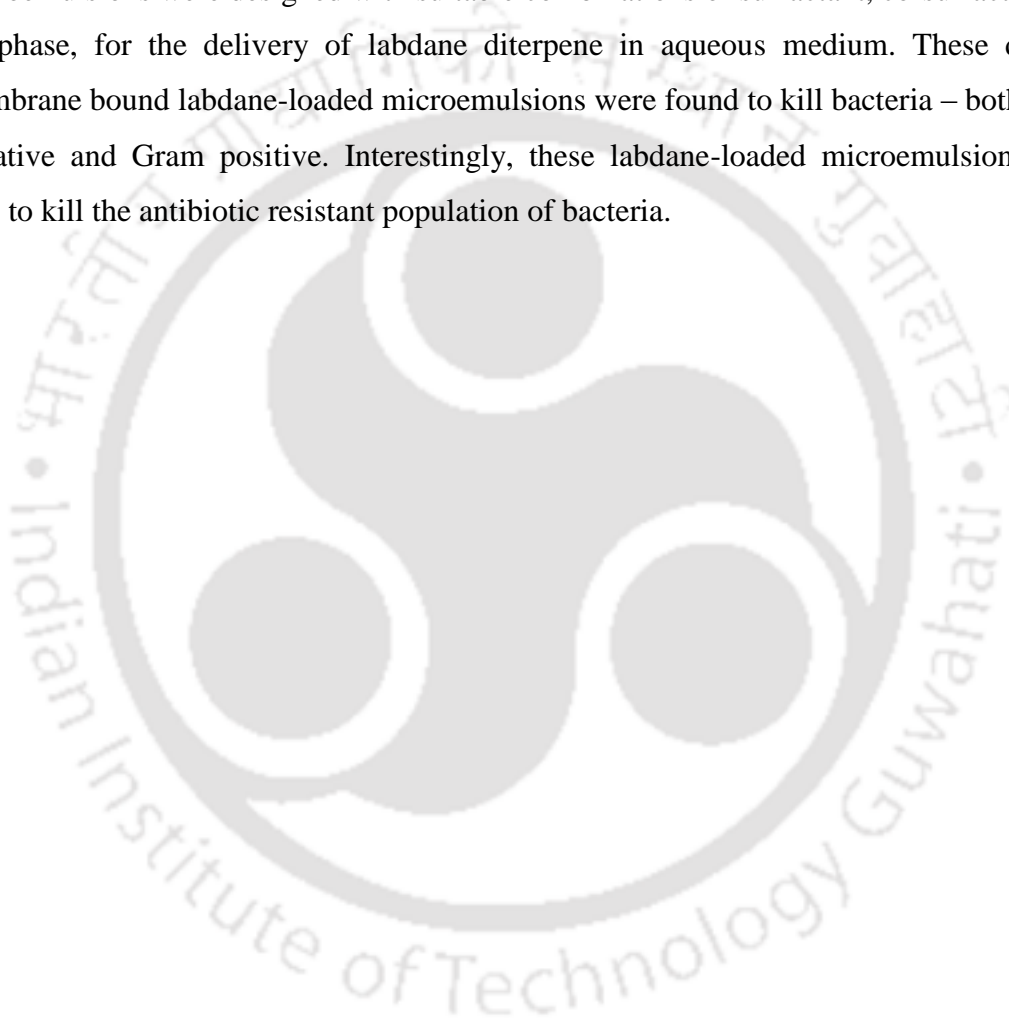 phase, for the delivery of labdane diterpene in aqueous medium. These
brane bound labdane-loaded microemulsions were found to kill bacteria – both
ative and Gram positive. Interestingly, these labdane-loaded microemulsion
to kill the antibiotic resistant population of bacteria.
भारतीय प्रौद्योगिकी संस्थान गुवाहाटी
• Indian Institute of Technology Guwahati •